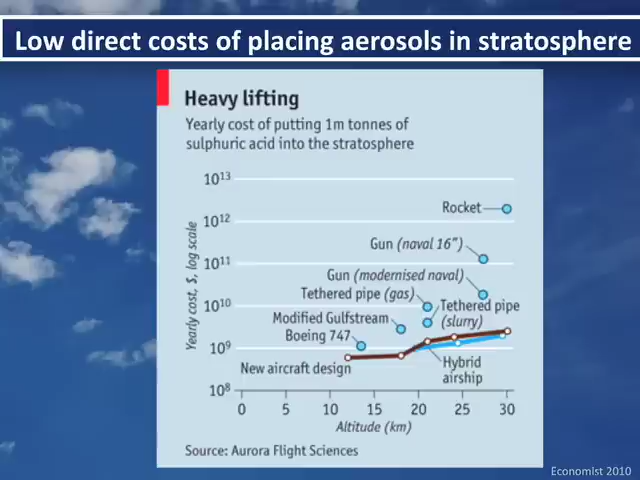 Low direct costs of placing aerosols in stratosphere
Heavy lifting
Yearly cost of putting 1m tonnes of
sulphuric acid into the stratosphere
Yearly cost, $, log scale
10¹³
10¹²
10¹¹
10¹⁰
10⁹
10⁸
Rocket
Gun (naval 16")
Gun (modernised naval)
Tethered pipe (gas)
Tethered pipe
(slurry)
Modified Gulfstream
Boeing 747
New aircraft design
Hybrid
airship
0 5 10 15 20 25 30
Altitude (km)
Source: Aurora Flight Sciences
Economist 2010